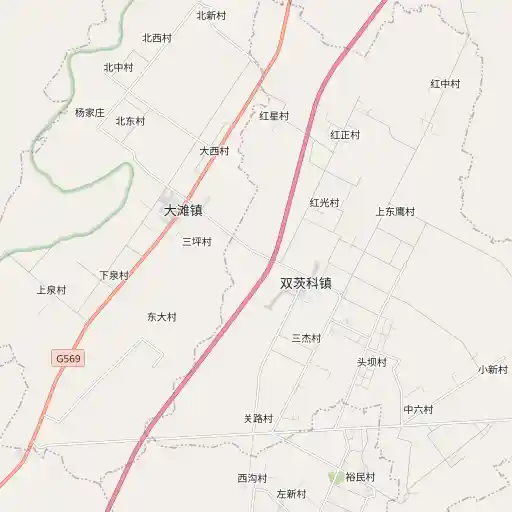 北新村
北西村
北中村
红中村
杨家庄
红星村
北东村
红正村
大西村
红光村
大滩镇
上东鹰村
三坪村
下泉村
双茨科镇
上泉村
东大村
三杰村
G569
头坝村
小新村
中六村
关路村
西沟村
裕民村
左新村